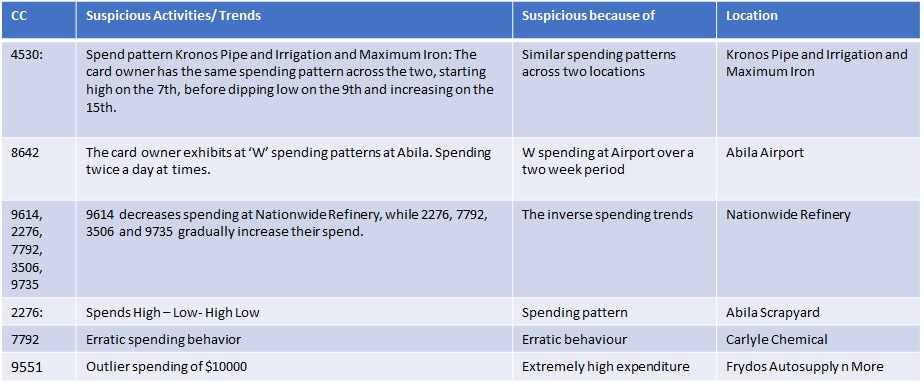 CC Suspicious Activities/ Trends Suspicious because of Location
4530: Spend pattern Kronos Pipe and Irrigation and Maximum Iron: The Similar spending patterns Kronos Pipe and Irrigation and
card owner has the same spending pattern across the two, starting across two locations Maximum Iron
high on the 7th, before dipping low on the 9th and increasing on the
15th.
8642 The card owner exhibits at ‘W’ spending patterns at Abila. Spending W spending at Airport over a Abila Airport
twice a day at times. two week period
9614, 9614 decreases spending at Nationwide Refinery, while 2276, 7792, The inverse spending trends Nationwide Refinery
2276, 3506 and 9735 gradually increase their spend.
7792,
3506,
9735
2276: Spends High – Low- High Low Spending pattern Abila Scrapyard
7792 Erratic spending behavior Erratic behaviour Carlyle Chemical
9551 Outlier spending of $10000 Extremely high expenditure Frydos Autosupply n More